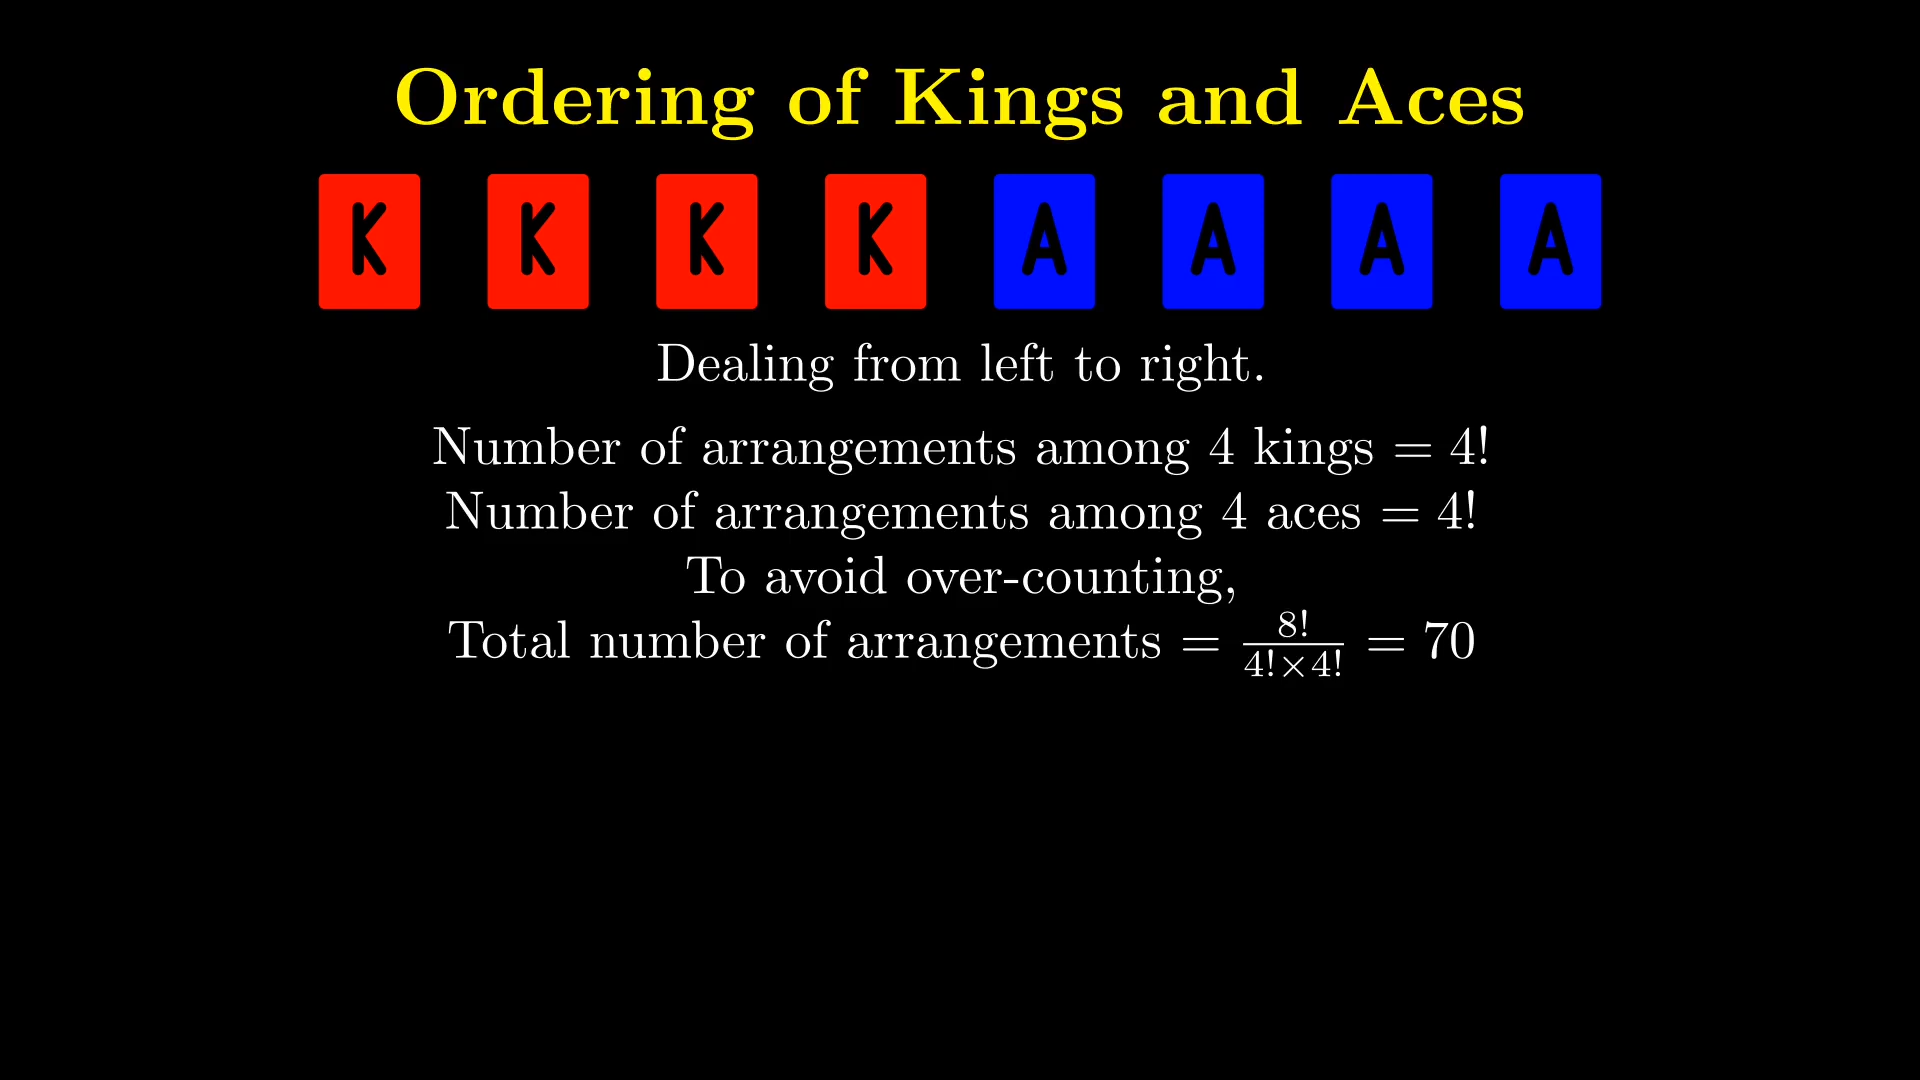 Ordering of Kings and Aces
K K K K A A A A
Dealing from left to right.
Number of arrangements among 4 kings = 4!
Number of arrangements among 4 aces = 4!
To avoid over-counting,
Total number of arrangements = \frac{8!}{4!×4!} = 70